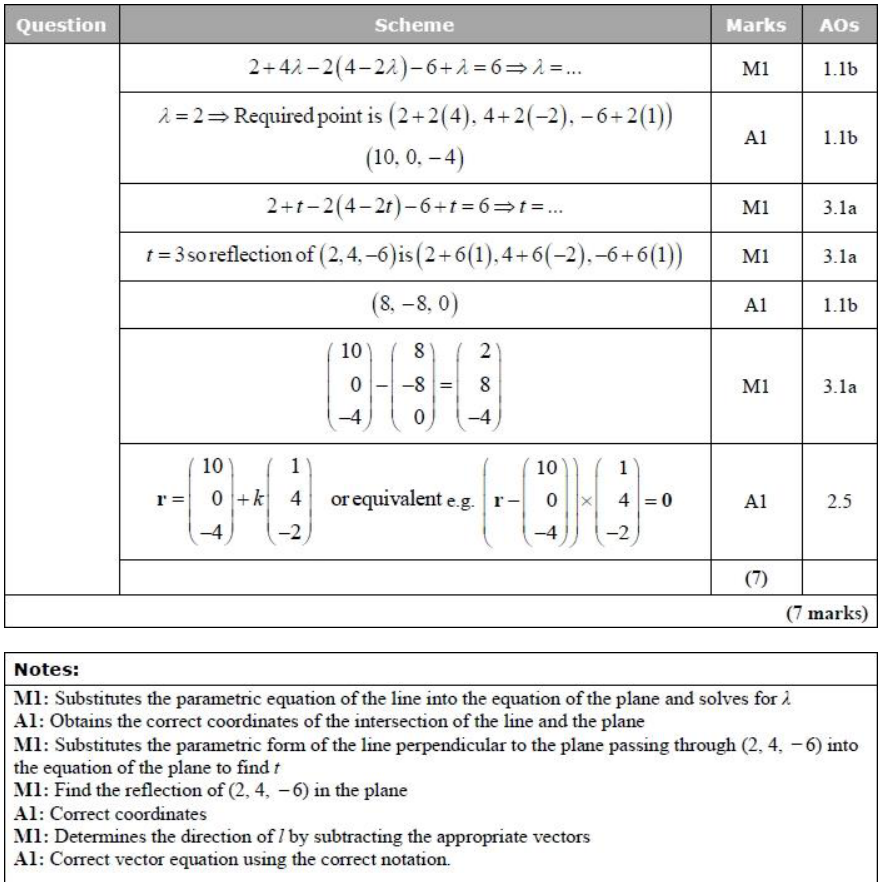 Question Scheme Marks AOs
2+4λ−2(4−2λ)−6+λ=6⇒λ=... M1 1.1b
λ=2⇒Required point is (2+2(4), 4+2(−2), −6+2(1))
(10, 0, −4) A1 1.1b
2+t−2(4−2t)−6+t=6⇒t=... M1 3.1a
t=3 so reflection of (2,4,−6) is (2+6(1),4+6(−2),−6+6(1)) M1 3.1a
(8, −8, 0) A1 1.1b
(10 0 −4) − (8 −8 0) = (2 8 −4) M1 3.1a
r = (10 0 −4) + k (1 4 −2) or equivalent e.g. (r − (10 0 −4)) × (1 4 −2) = 0 A1 2.5
(7)
(7 marks)
Notes:
M1: Substitutes the parametric equation of the line into the equation of the plane and solves for λ
A1: Obtains the correct coordinates of the intersection of the line and the plane
M1: Substitutes the parametric form of the line perpendicular to the plane passing through (2, 4, −6) into
the equation of the plane to find t
M1: Find the reflection of (2, 4, −6) in the plane
A1: Correct coordinates
M1: Determines the direction of l by subtracting the appropriate vectors
A1: Correct vector equation using the correct notation.